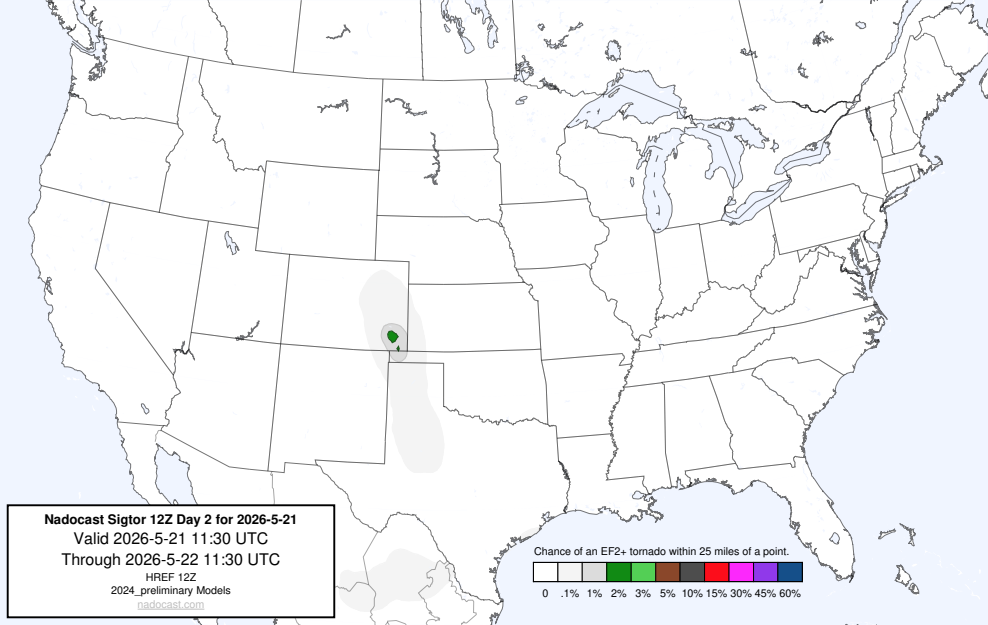 Nadocast Sigtor 12Z Day 2 for 2026-5-21
Valid 2026-5-21 11:30 UTC
Through 2026-5-22 11:30 UTC
HREF 12Z
2024_preliminary Models
nadocast.com
Chance of an EF2+ tornado within 25 miles of a point.
0 .1% 1% 2% 3% 5% 10% 15% 30% 45% 60%